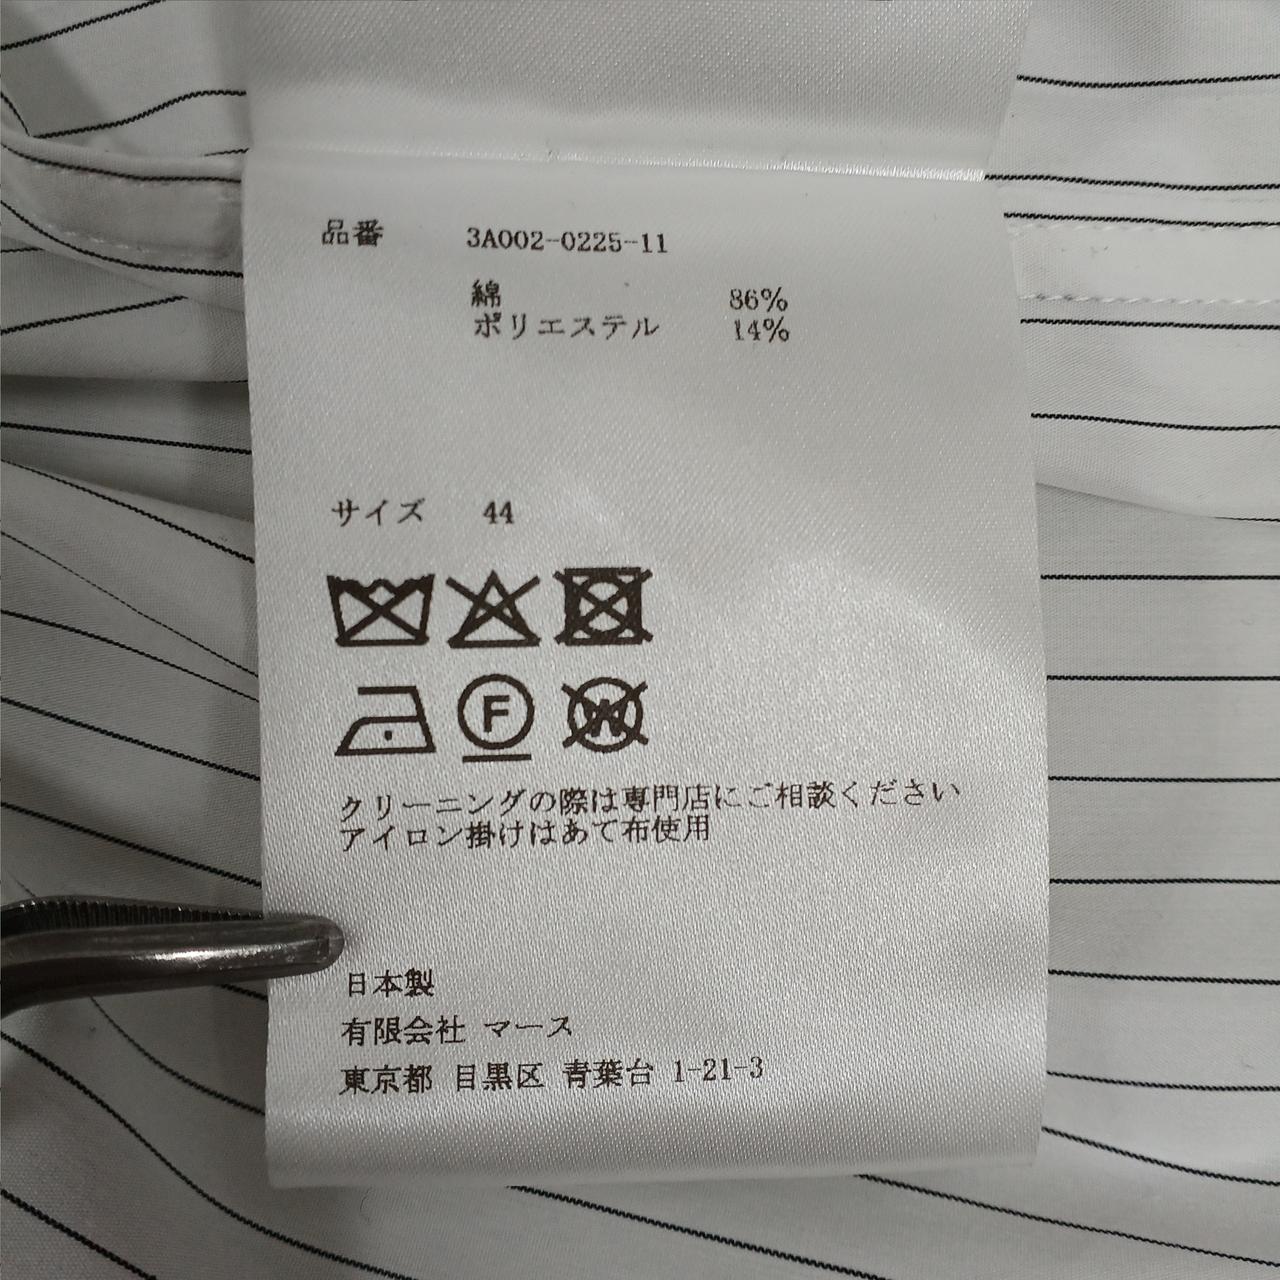 品番 3A002-0225-11
綿 86%
ポリエステル 14%
サイズ 44
F
W
クリーニングの際は専門店にご相談ください
アイロン掛けはあて布使用
日本製
有限会社 マース
東京都 目黒区 青葉台 1-21-3